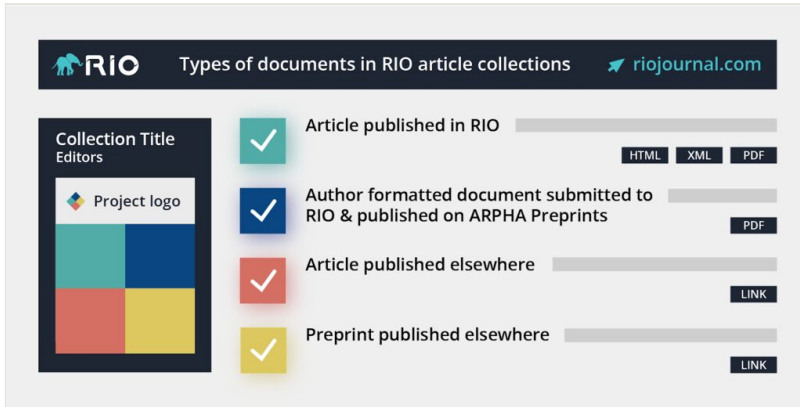 RIO
Types of documents in RIO article collections
riojournal.com
Collection Title
Editors
Project logo
Article published in RIO
HTML XML PDF
Author formatted document submitted to
RIO & published on ARPHA Preprints
PDF
Article published elsewhere
LINK
Preprint published elsewhere
LINK